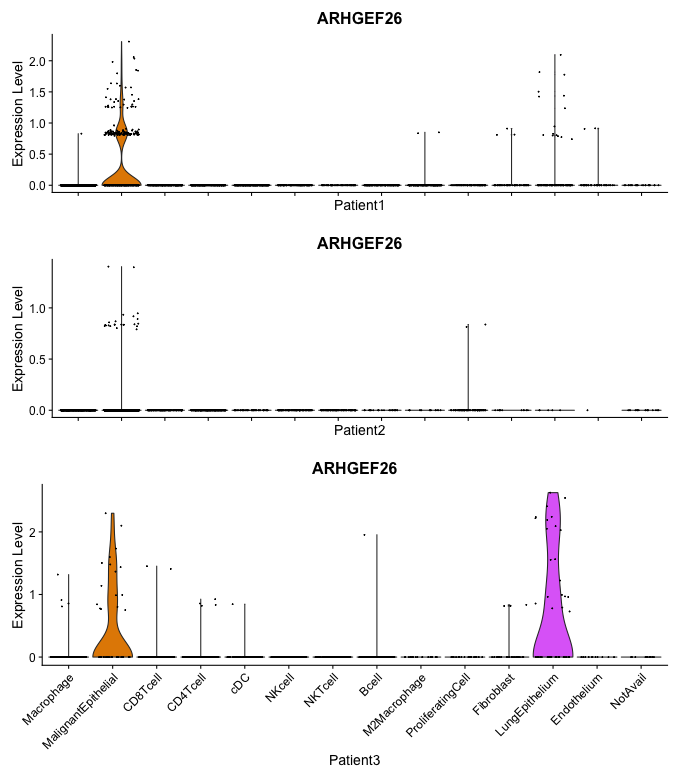 ARHGEF26
Expression Level
2.0
1.5
1.0
0.5
0.0
Patient1
ARHGEF26
Expression Level
1.0
0.5
0.0
Patient2
ARHGEF26
Expression Level
2
1
0
Macrophage
MalignantEpithelial
CD8Tcell
CD4Tcell
cDC
NKcell
NKTcell
Bcell
M2Macrophage
ProliferatingCell
Fibroblast
LungEpithelium
Endothelium
NotAvail
Patient3